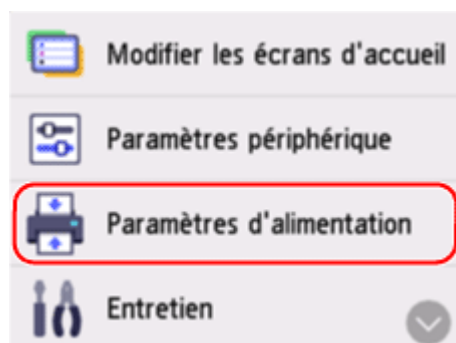 Modifier les écrans d'accueil
Paramètres périphérique
Paramètres d'alimentation
Entretien